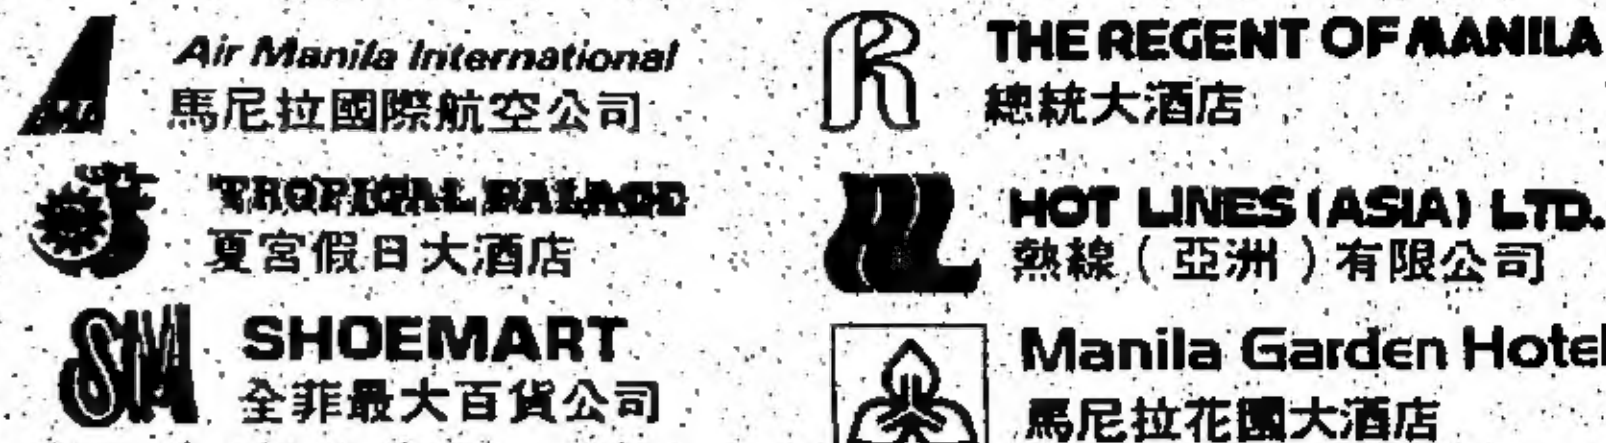 Air Manila International
馬尼拉國際航空公司
TROPICAL PALACE
夏宮假日大酒店
SM
SHOEMART
全菲最大百貨公司
R
THE REGENT OF MANILA
總統大酒店
HOT LINES (ASIA) LTD.
熱線（亞洲）有限公司
Manila Garden Hotel
馬尼拉花園大酒店